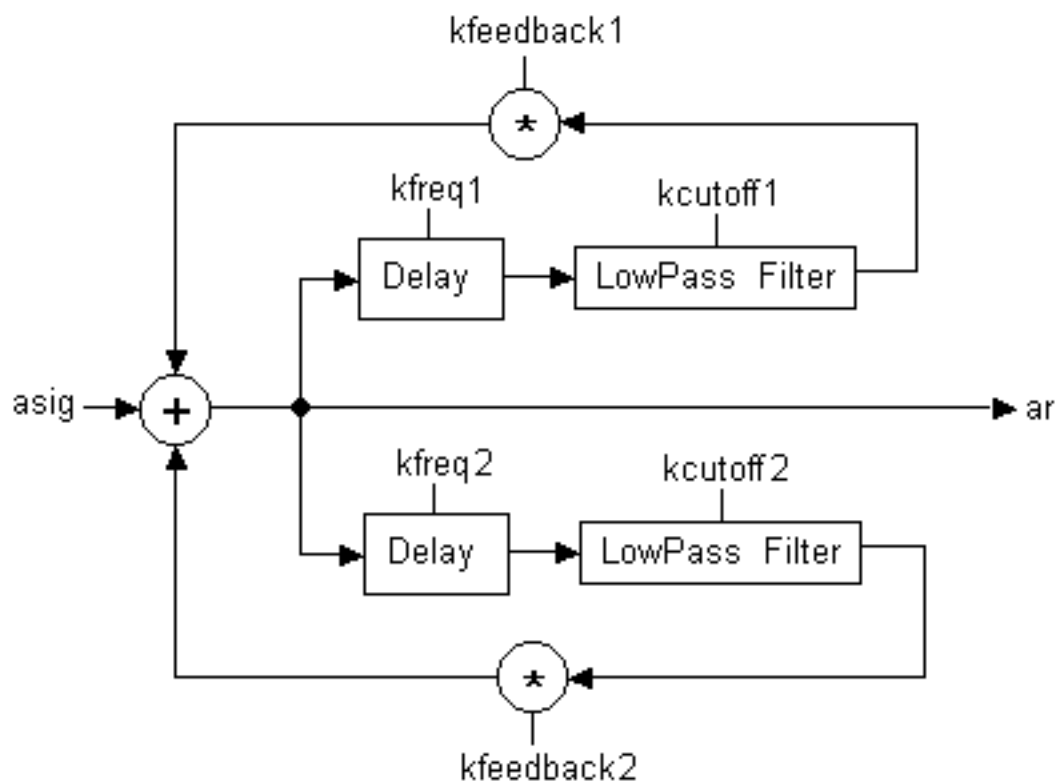 kfeedback1
*
kfreq1
kcutoff1
Delay
LowPass Filter
asig
+
ar
kfreq2
kcutoff2
Delay
LowPass Filter
*
kfeedback2